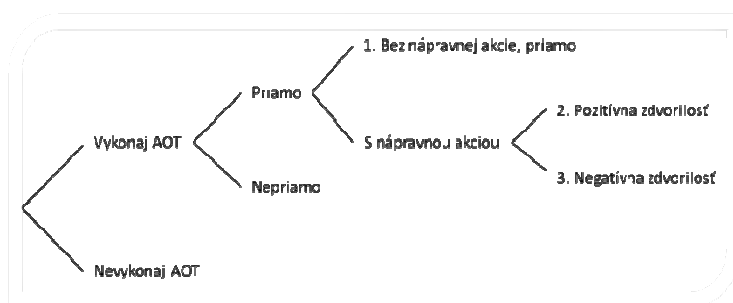 1. Bez nápravnej akcie, priamo
Priamo
2. Pozitívna zdvorilosť
Vykonaj AOT
S nápravnou akciou
3. Negatívna zdvorilosť
Nepriamo
Nevykonaj AOT